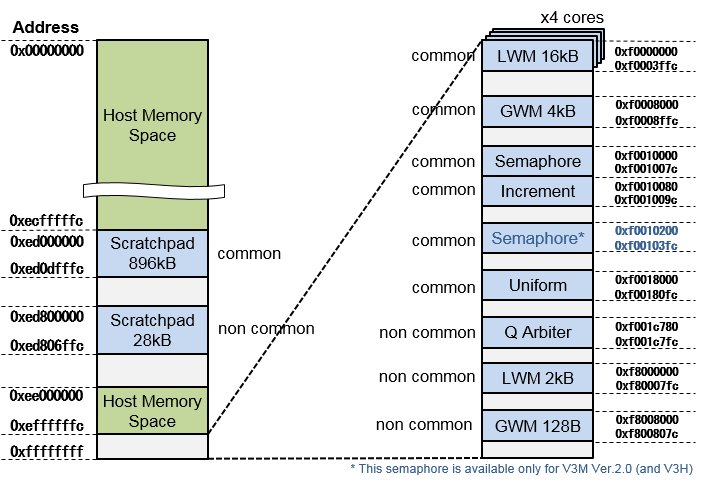 Address
0x00000000
Host Memory
Space
0xecfffffc
0xed000000
Scratchpad
896kB
common
0xed0dfffc
0xed800000
Scratchpad
28kB
non common
0xed806ffc
0xee000000
Host Memory
Space
0xeffffffc
0xffffffff
x4 cores
common
LWM 16kB
0xf0000000
0xf0003ffc
common
GWM 4kB
0xf0008000
0xf0008ffc
common
Semaphore
0xf0010000
0xf001007c
common
Increment
0xf0010080
0xf001009c
common
Semaphore*
0xf0010200
0xf00103fc
common
Uniform
0xf0018000
0xf00180fc
non common
Q Arbiter
0xf001c780
0xf001c7fc
non common
LWM 2kB
0xf8000000
0xf80007fc
non common
GWM 128B
0xf8008000
0xf800807c
* This semaphore is available only for V3M Ver.2.0 (and V3H)